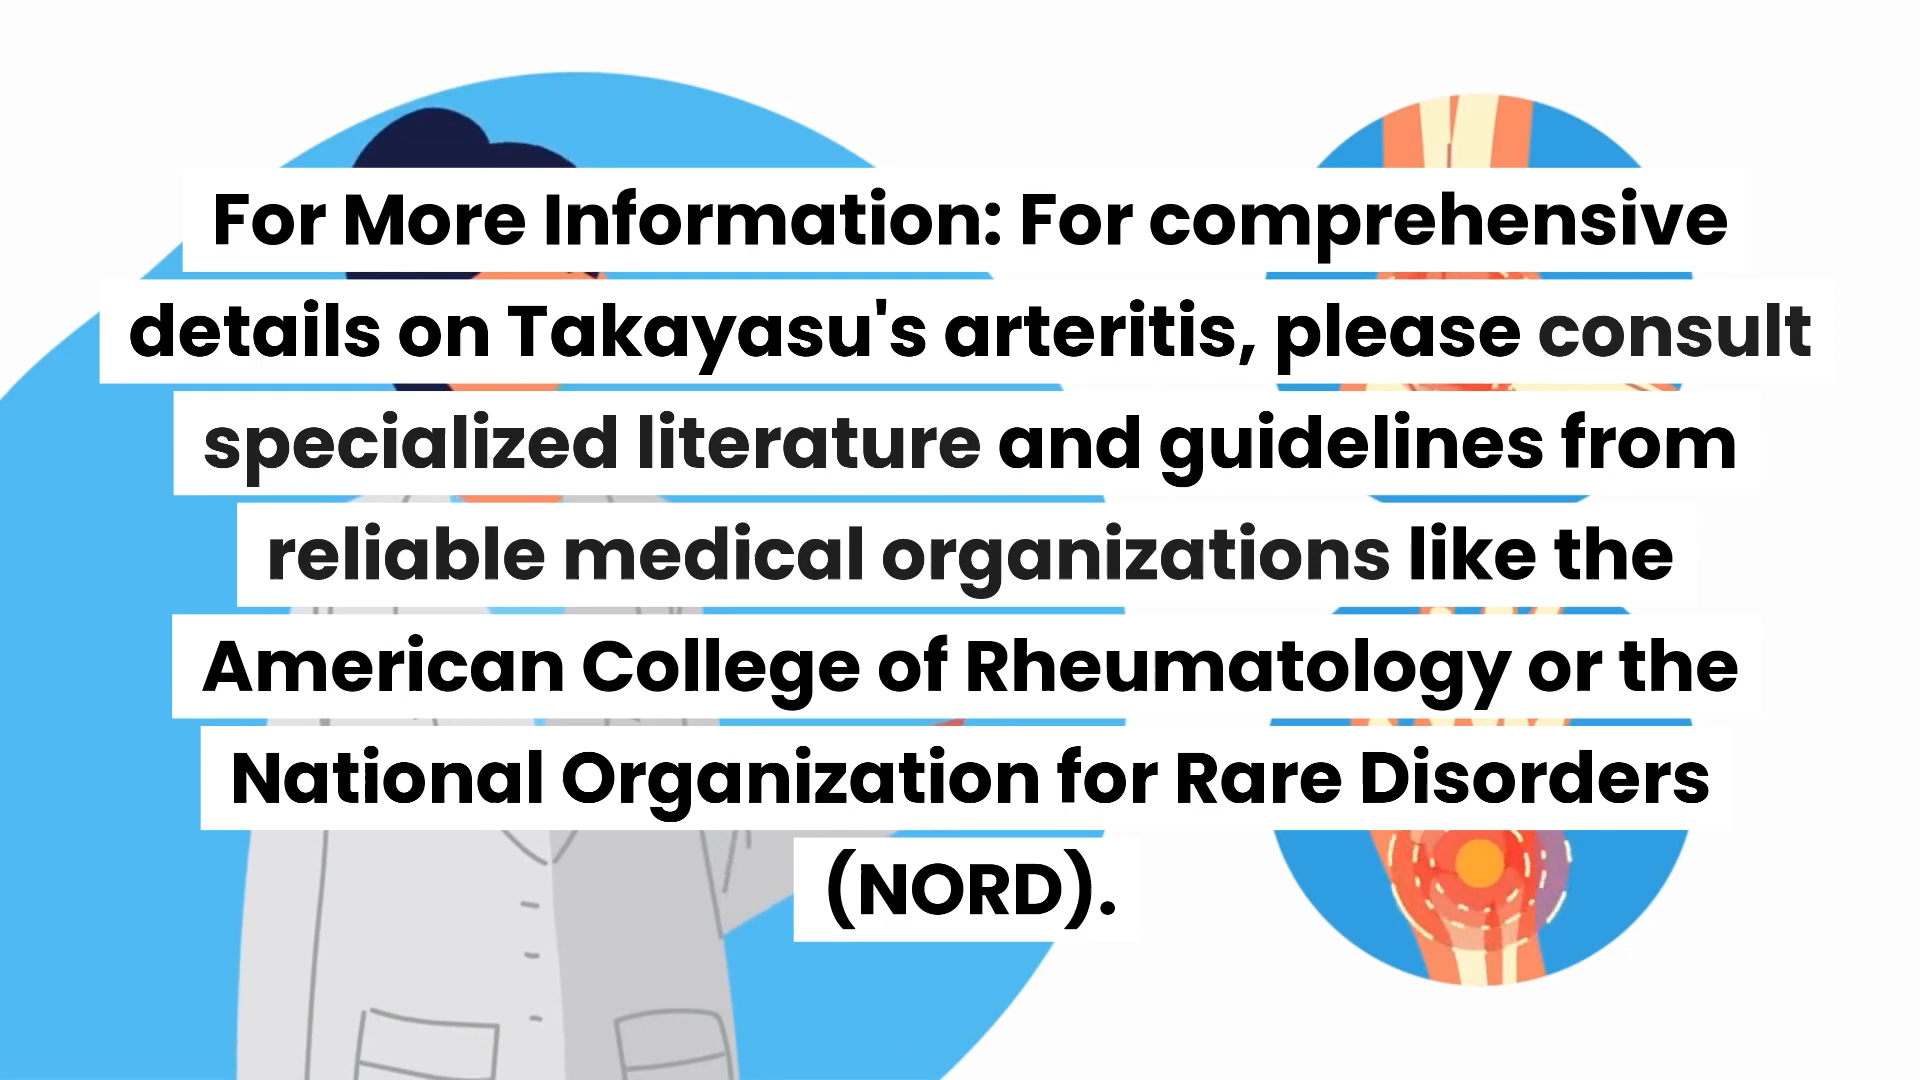 For More Information: For comprehensive
details on Takayasu's arteritis, please consult
specialized literature and guidelines from
reliable medical organizations like the
American College of Rheumatology or the
National Organization for Rare Disorders
(NORD).